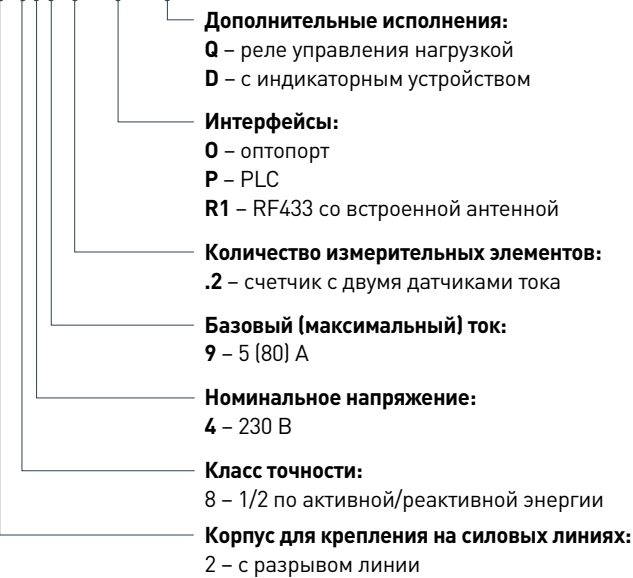 Дополнительные исполнения:
Q – реле управления нагрузкой
D – с индикаторным устройством
Интерфейсы:
O – оптопорт
P – PLC
R1 – RF433 со встроенной антенной
Количество измерительных элементов:
.2 – счетчик с двумя датчиками тока
Базовый (максимальный) ток:
9 – 5 (80) А
Номинальное напряжение:
4 – 230 В
Класс точности:
8 – 1/2 по активной/реактивной энергии
Корпус для крепления на силовых линиях:
2 – с разрывом линии